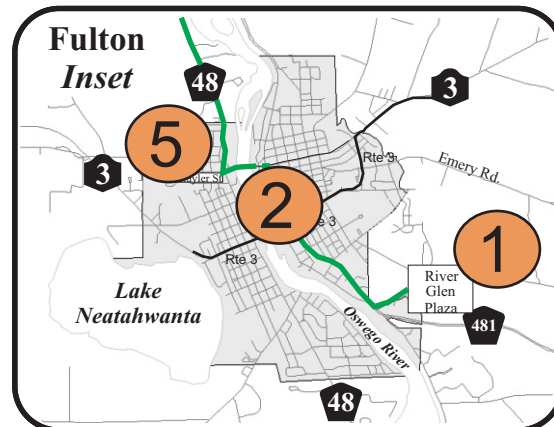 Fulton
Inset
48
3
5
Rte 3
Emery Rd.
3
2
Rte 3
1
Rte 3
River
Glen
Plaza
Lake
Neatahwanta
481
Oswego River
48